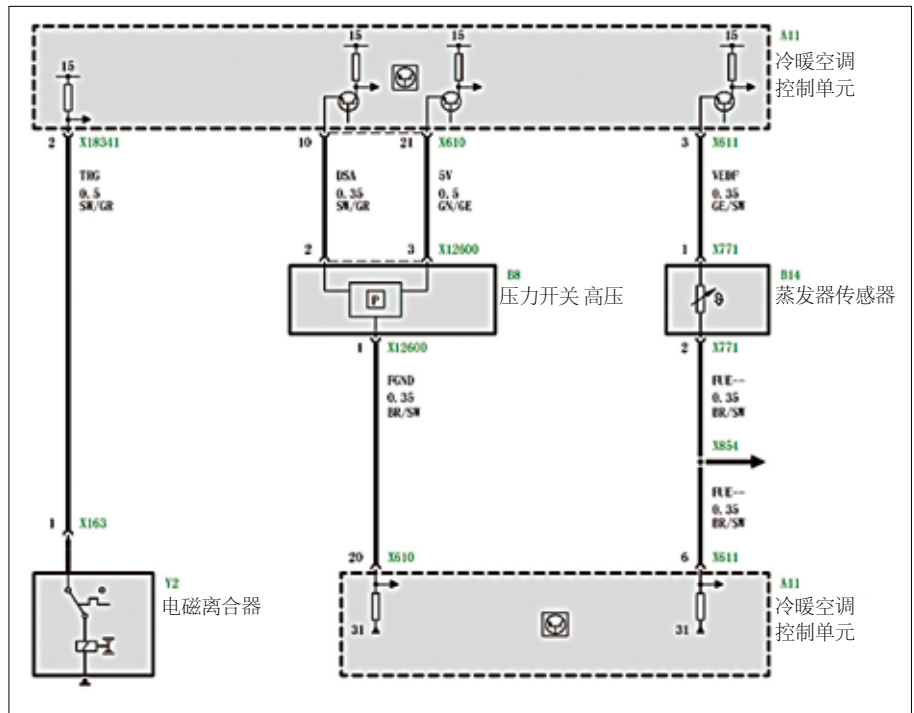 15
15
15
15
A11
冷暖空调
控制单元
2 X18341
10
21 X610
3 X611
TRG
0.5
SW/GR
DSA
0.35
SW/GR
5V
0.5
GN/GE
VEDF
0.35
GE/SW
2
3 X12600
1 X771
P
B8
压力开关 高压
B14
蒸发器传感器
1 X12600
2 X771
FGND
0.35
BR/SW
FUE--
0.35
BR/SW
X854
FUE--
0.35
BR/SW
1 X163
20 X610
6 X611
Y2
电磁离合器
31
31
A11
冷暖空调
控制单元